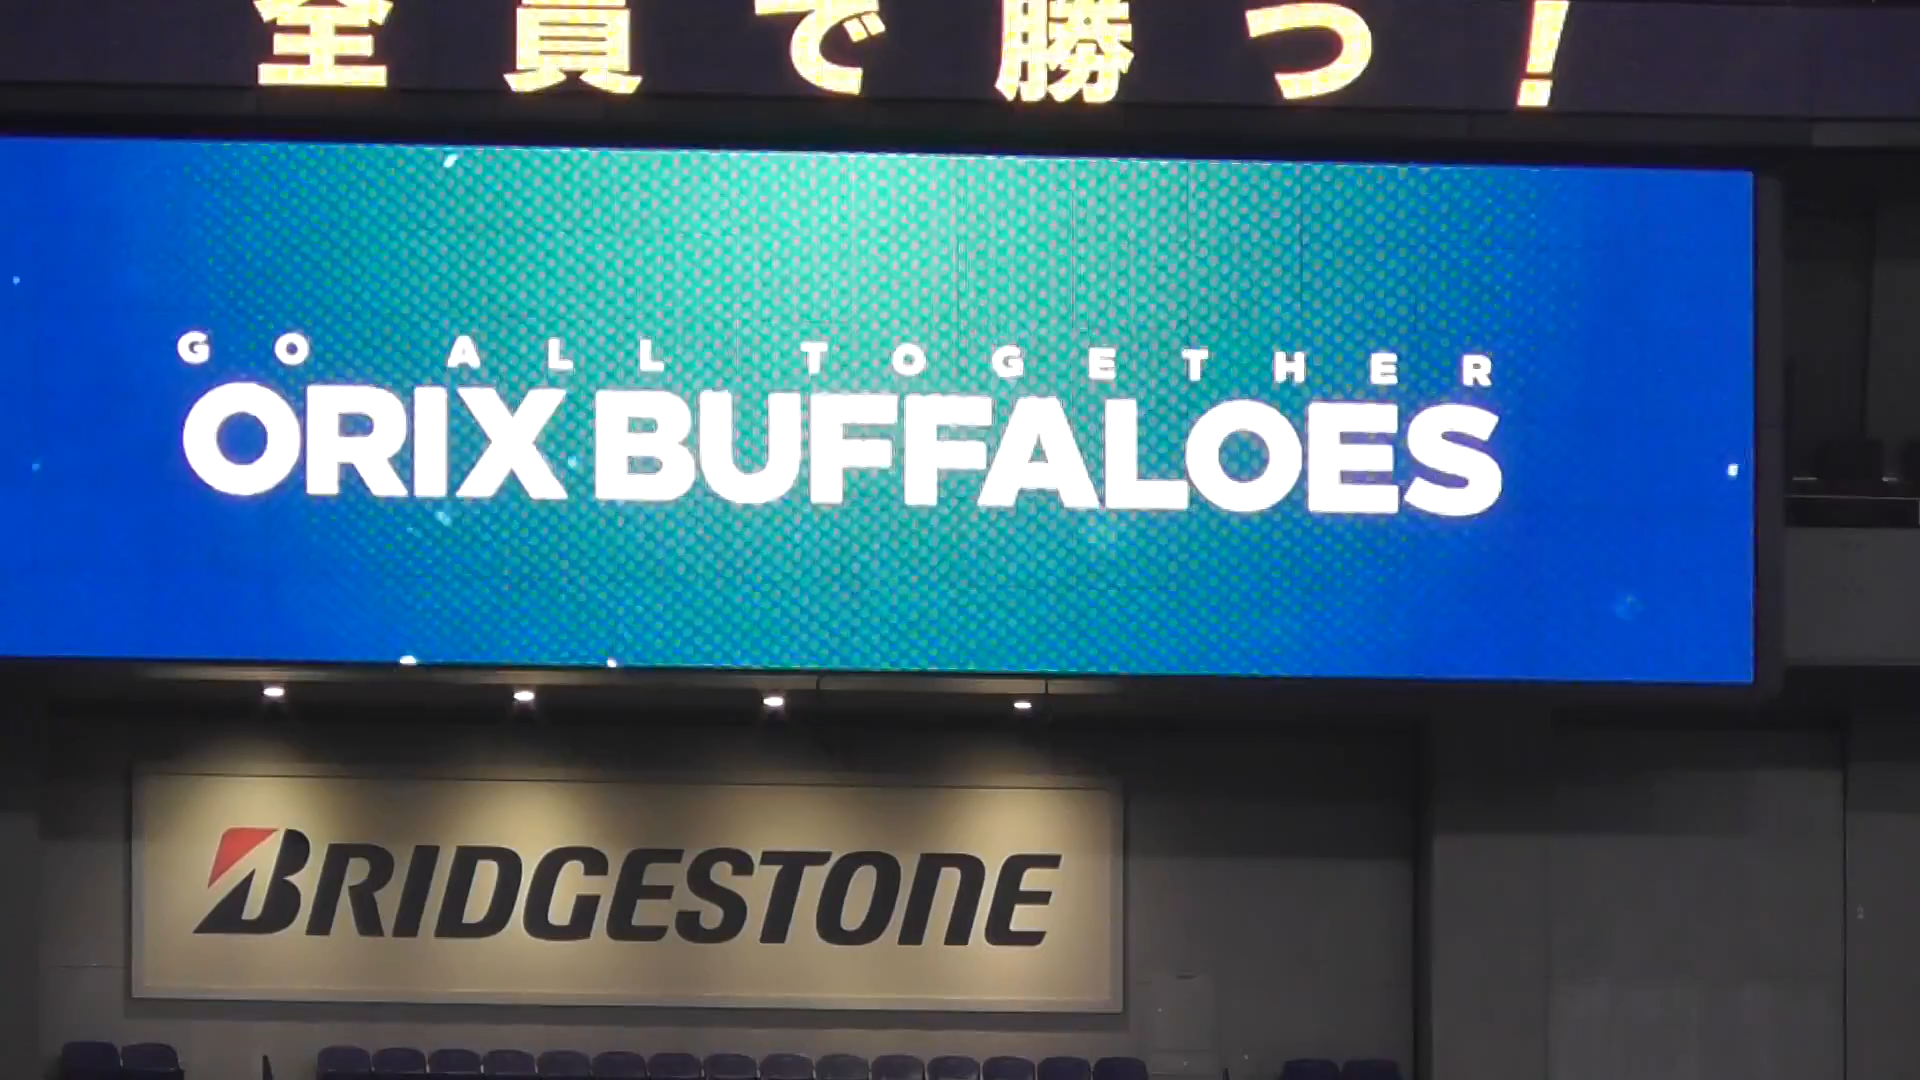 全員で勝つ！
GO ALL TOGETHER
ORIX BUFFALOES
BRIDGESTONE